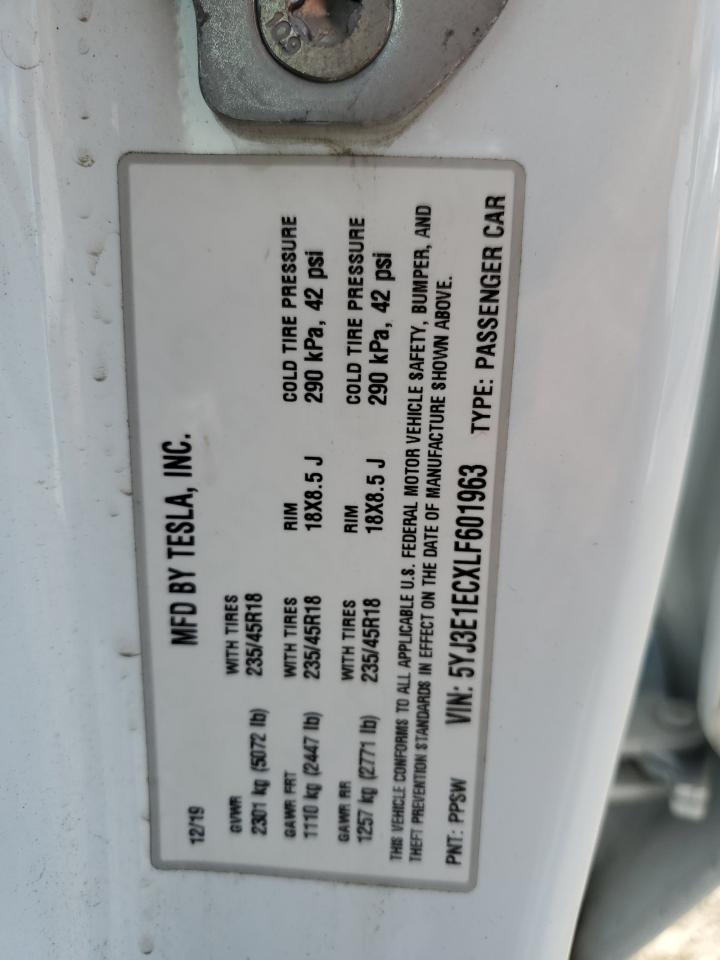 60
MFD BY TESLA, INC.
12/19
GVWR WITH TIRES
2301 kg (5072 lb) 235/45R18
GAWR FRT WITH TIRES RIM COLD TIRE PRESSURE
1110 kg (2447 lb) 235/45R18 18X8.5 J 290 kPa, 42 psi
GAWR RR WITH TIRES RIM COLD TIRE PRESSURE
1257 kg (2771 lb) 235/45R18 18X8.5 J 290 kPa, 42 psi
THIS VEHICLE CONFORMS TO ALL APPLICABLE U.S. FEDERAL MOTOR VEHICLE SAFETY, BUMPER, AND
THEFT PREVENTION STANDARDS IN EFFECT ON THE DATE OF MANUFACTURE SHOWN ABOVE.
PNT: PPSW VIN: 5YJ3E1ECXLF601963 TYPE: PASSENGER CAR